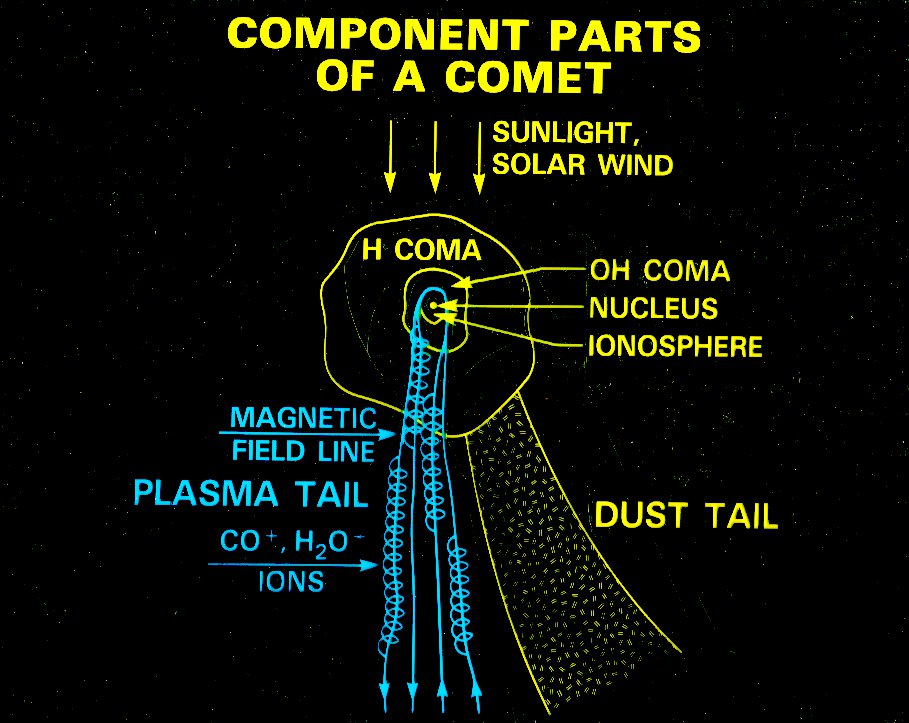 COMPONENT PARTS
OF A COMET
SUNLIGHT,
SOLAR WIND
H COMA
OH COMA
NUCLEUS
IONOSPHERE
MAGNETIC
FIELD LINE
PLASMA TAIL
CO⁺, H₂O⁻
IONS
DUST TAIL